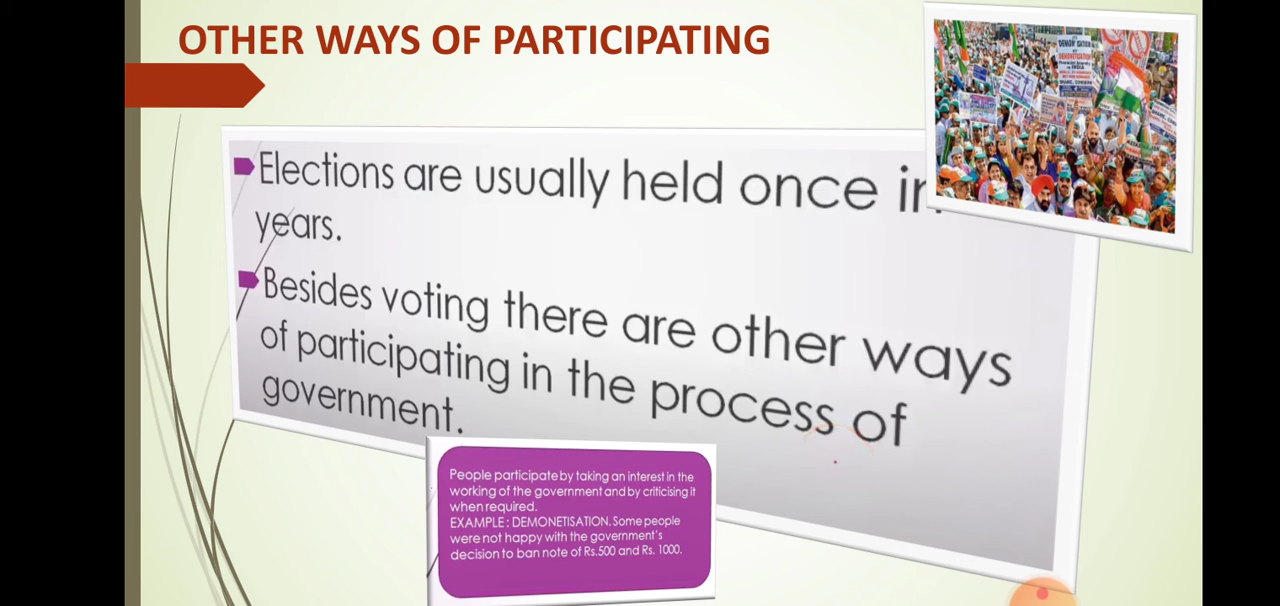 OTHER WAYS OF PARTICIPATING
Elections are usually held once
years.
Besides voting there are other ways
of participating in the process of
government.
People participate by taking an interest in the
working of the government and by criticising it
when required.
EXAMPLE : DEMONETISATION. Some people
were not happy with the government's
decision to ban note of Rs.500 and Rs. 1000.